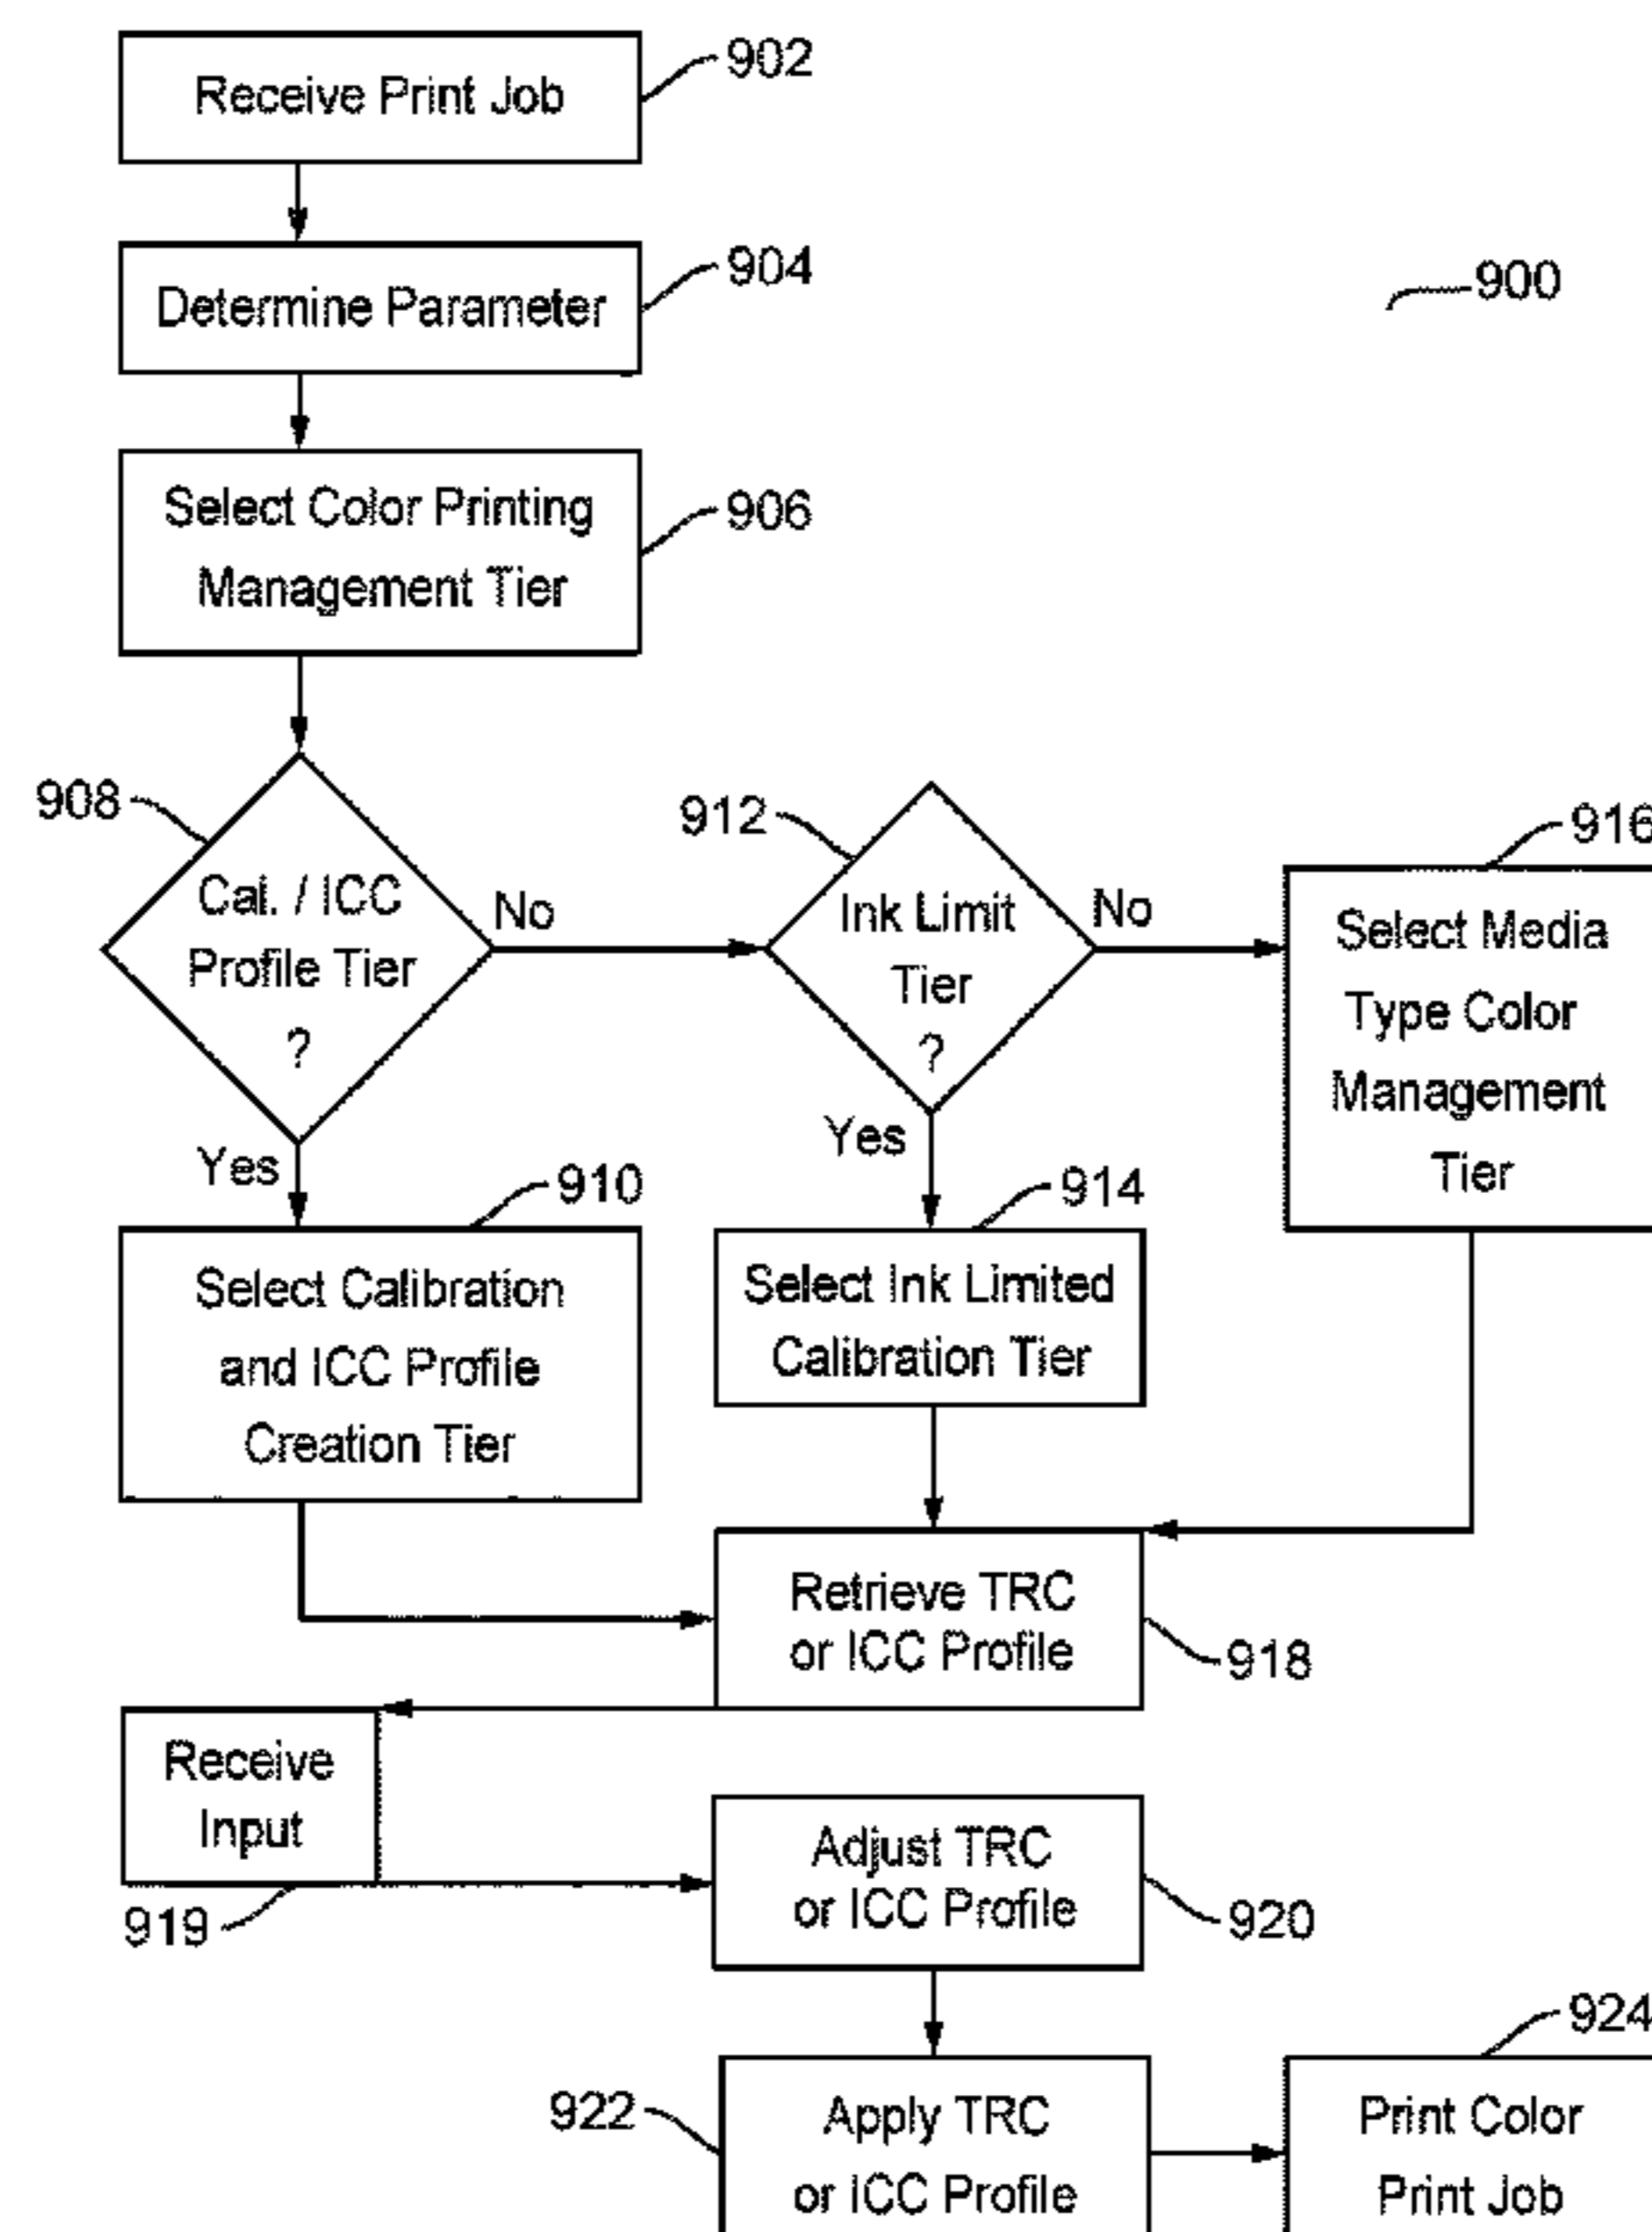 902
Receive Print Job
904
Determine Parameter
900
906
Select Color Printing
Management Tier
908
Cal. / ICC
Profile Tier
?
No
Yes
912
Ink Limit
Tier
?
No
Yes
916
Select Media
Type Color
Management
Tier
910
Select Calibration
and ICC Profile
Creation Tier
914
Select Ink Limited
Calibration Tier
Retrieve TRC
or ICC Profile
918
Receive
Input
919
Adjust TRC
or ICC Profile
920
922
Apply TRC
or ICC Profile
924
Print Color
Print Job